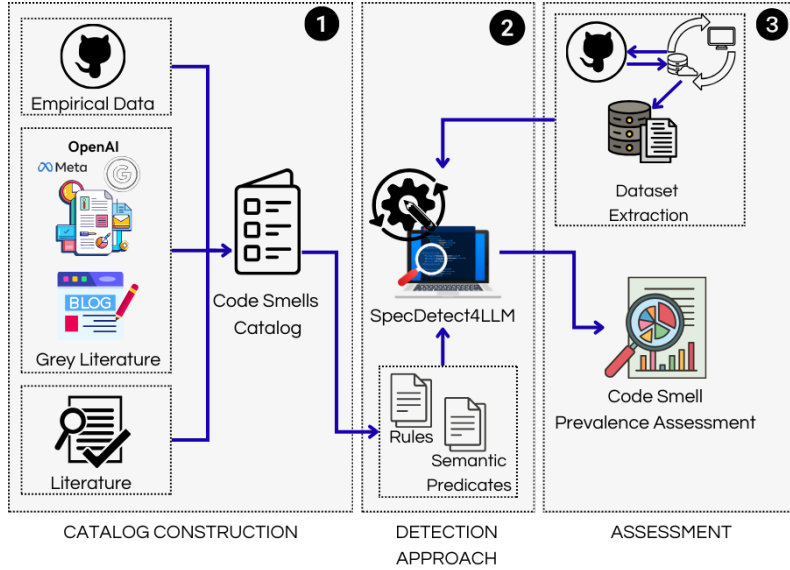 1
Empirical Data
OpenAI
Meta
G
BLOG
Grey Literature
Literature
Code Smells
Catalog
CATALOG CONSTRUCTION
2
SpecDetect4LLM
Rules
Semantic
Predicates
DETECTION
APPROACH
3
Dataset
Extraction
Code Smell
Prevalence Assessment
ASSESSMENT